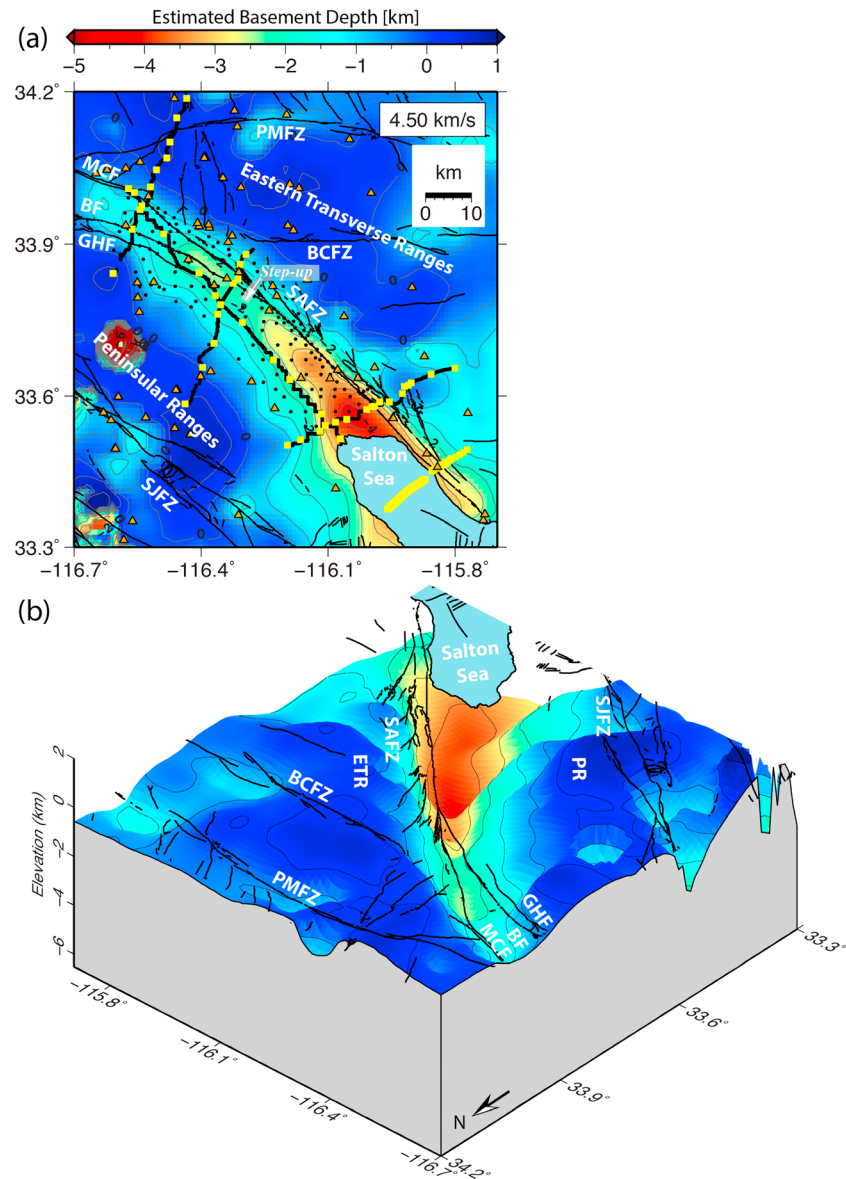 Estimated Basement Depth [km]
(a)
−5 −4 −3 −2 −1 0 1
34.2°
4.50 km/s
PMFZ
km
0 10
MCF
Eastern Transverse Ranges
BF
33.9°
GHF
BCFZ
Step-up
SAFZ
Peninsular Ranges
33.6°
Salton
Sea
SJFZ
33.3°
−116.7° −116.4° −116.1° −115.8°
(b)
Salton
Sea
SAFZ
SJFZ
ETR
PR
BCFZ
2
0
−2
−4
−6
Elevation (km)
PMFZ
GHF
BF
MCF
33.3°
−115.8°
33.6°
−116.1°
33.9°
−116.4°
N
−116.7°
34.2°